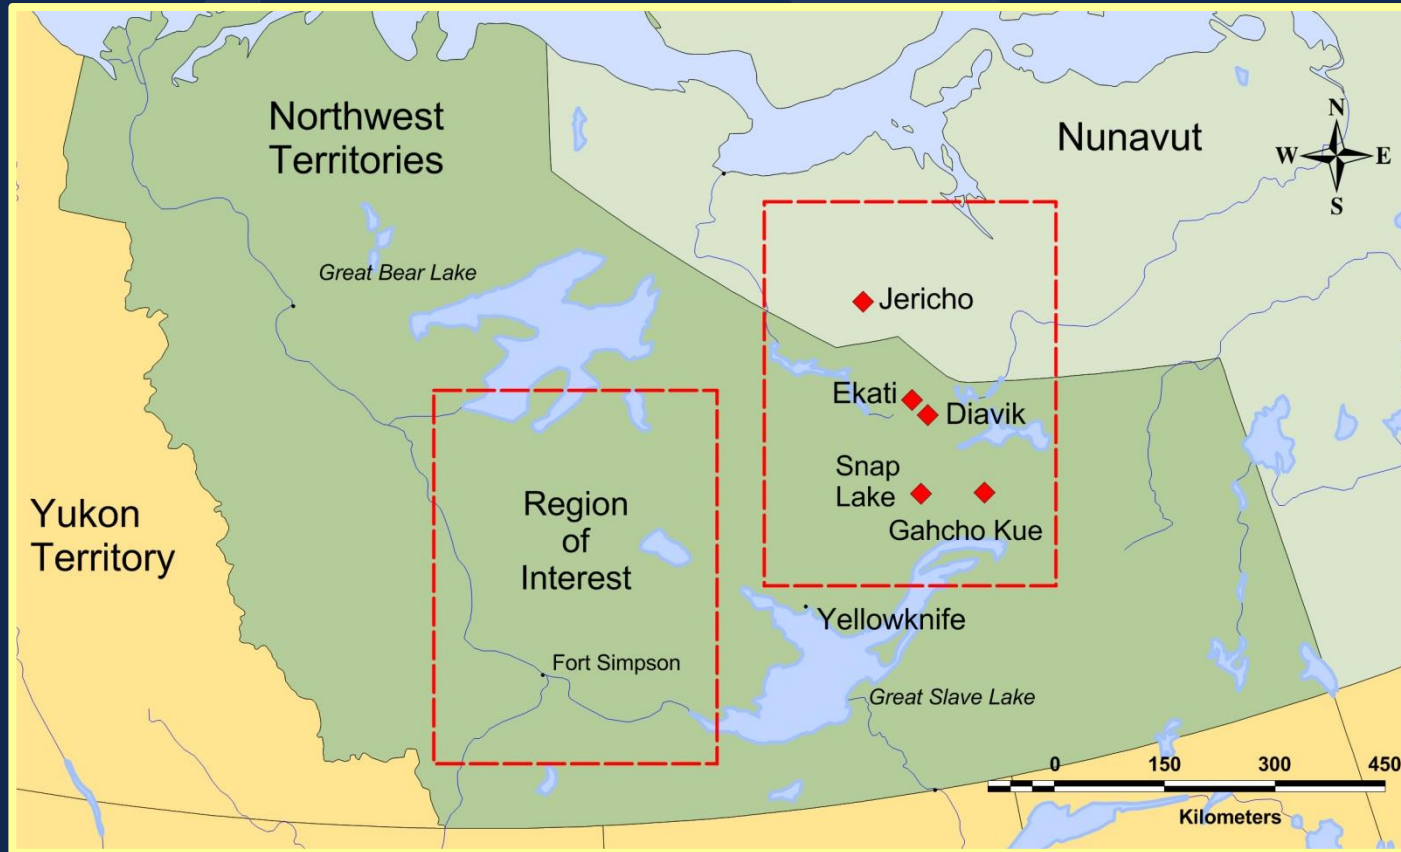 Northwest
Territories
Nunavut
N
W
E
S
Great Bear Lake
Jericho
Ekati
Diavik
Snap
Lake
Gahcho Kue
Yukon
Territory
Region
of
Interest
Yellowknife
Fort Simpson
Great Slave Lake
0 150 300 450
Kilometers